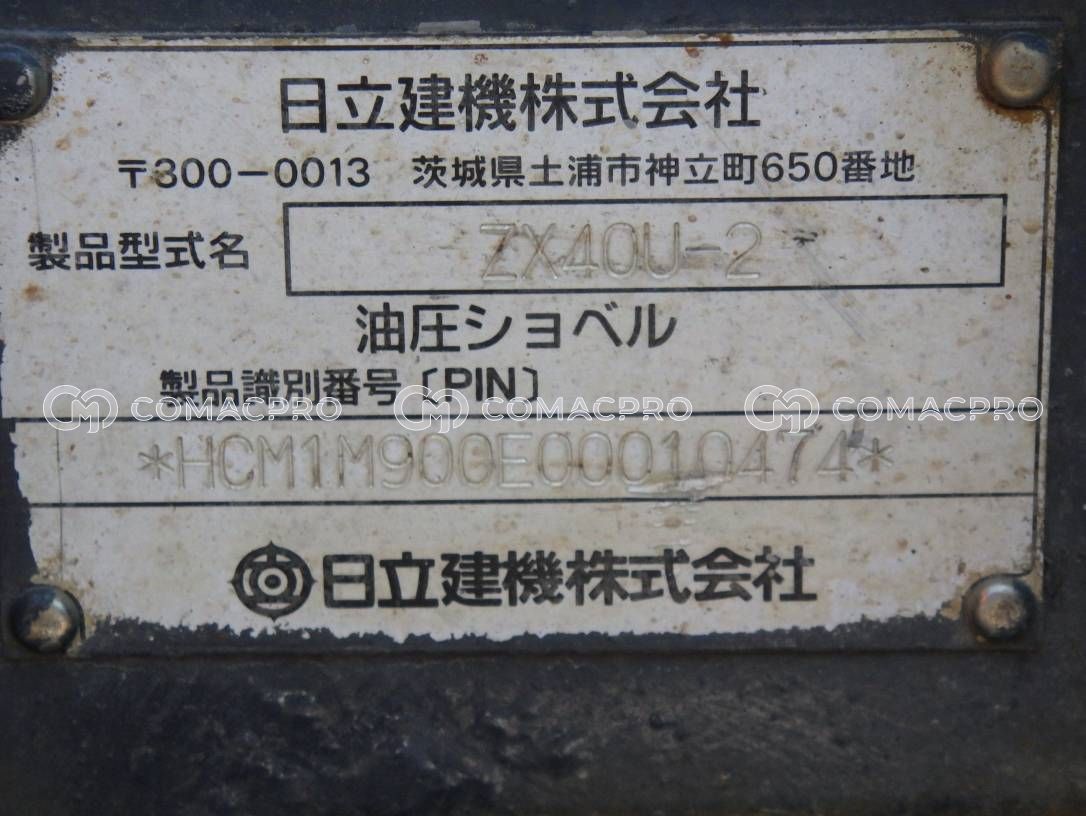 日立建機株式会社
〒300-0013 茨城県土浦市神立町650番地
製品型式名 ZX40U-2
油圧ショベル
製品識別番号〔PIN〕
COMACPRO COMACPRO COMACPRO
*HCM1M900E00010474*
日立建機株式会社